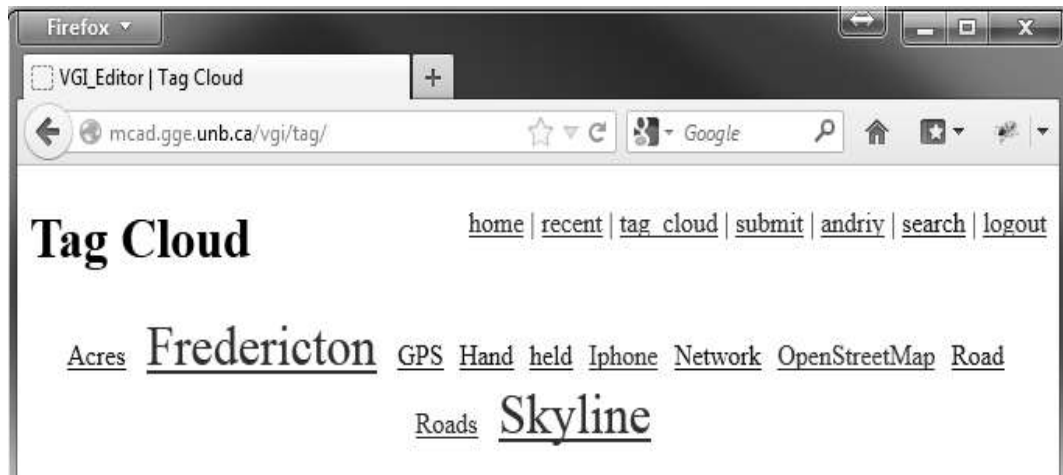 Firefox
VGI_Editor | Tag Cloud
mcad.gge.unb.ca/vgi/tag/ Google
Tag Cloud
home | recent | tag_cloud | submit | andriy | search | logout
Acres Fredericton GPS Hand held Iphone Network OpenStreetMap Road
Roads Skyline